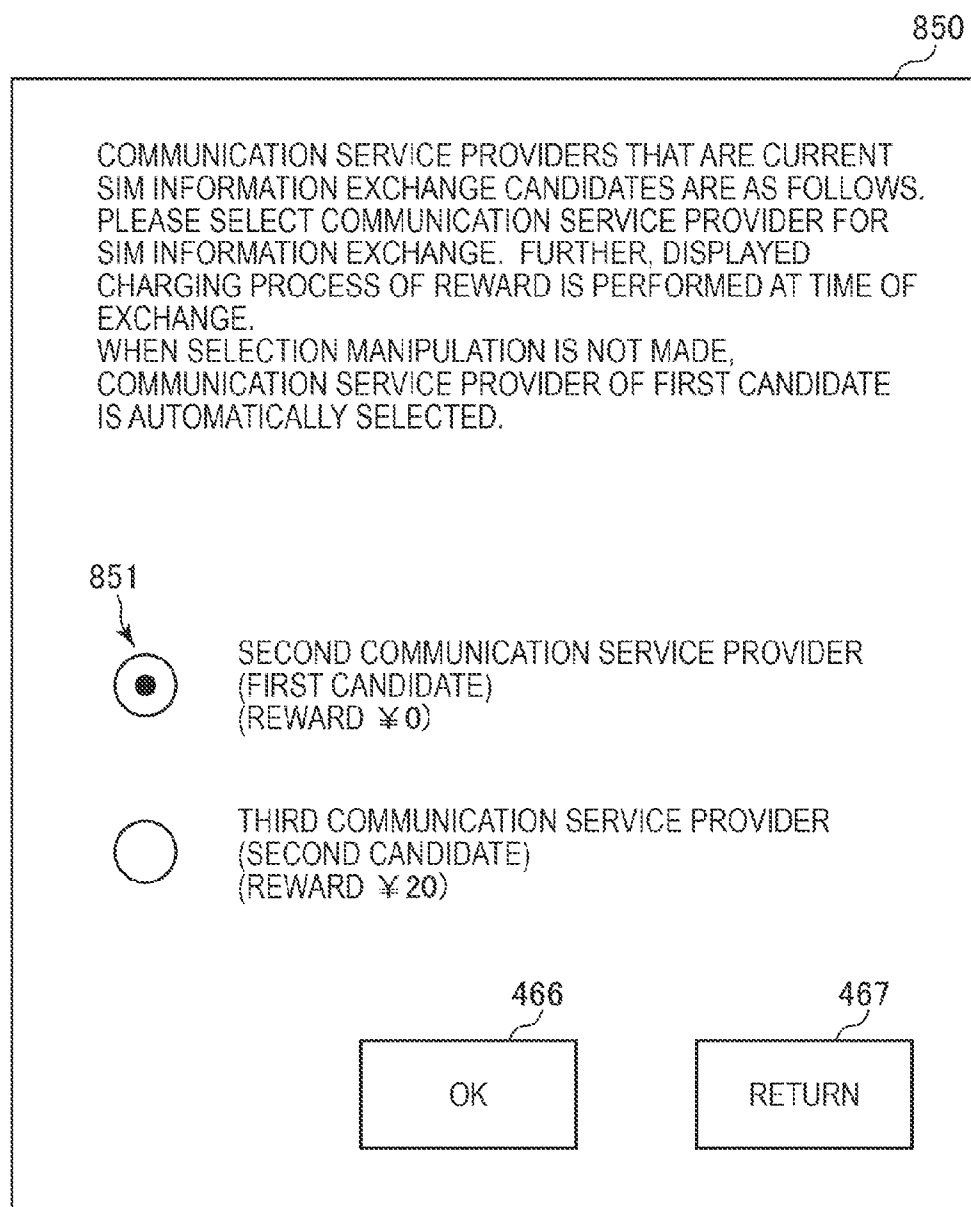 850
COMMUNICATION SERVICE PROVIDERS THAT ARE CURRENT
SIM INFORMATION EXCHANGE CANDIDATES ARE AS FOLLOWS.
PLEASE SELECT COMMUNICATION SERVICE PROVIDER FOR
SIM INFORMATION EXCHANGE. FURTHER, DISPLAYED
CHARGING PROCESS OF REWARD IS PERFORMED AT TIME OF
EXCHANGE.
WHEN SELECTION MANIPULATION IS NOT MADE,
COMMUNICATION SERVICE PROVIDER OF FIRST CANDIDATE
IS AUTOMATICALLY SELECTED.
851
SECOND COMMUNICATION SERVICE PROVIDER
(FIRST CANDIDATE)
(REWARD ¥0)
THIRD COMMUNICATION SERVICE PROVIDER
(SECOND CANDIDATE)
(REWARD ¥20)
466 467
OK RETURN